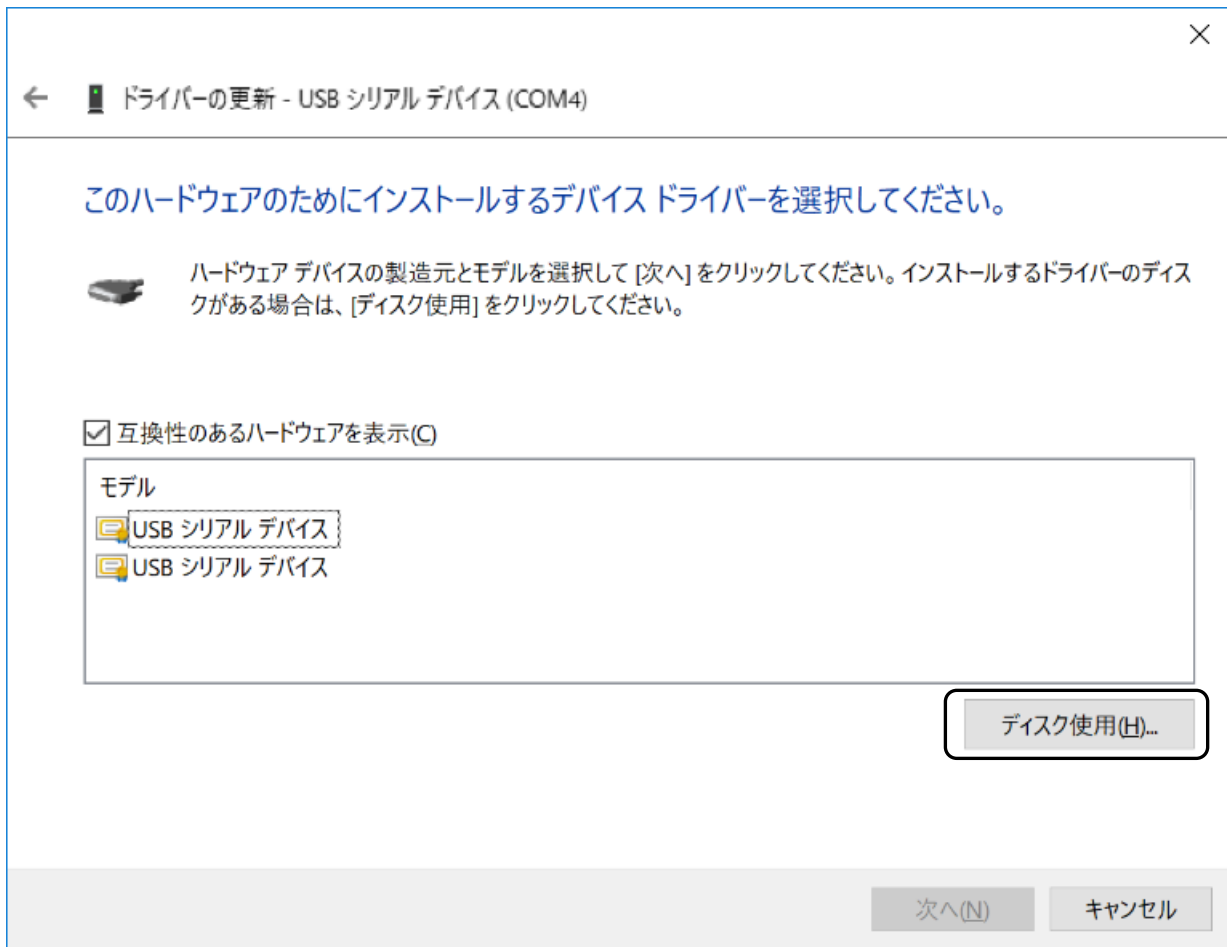 ドライバーの更新 - USB シリアル デバイス (COM4)
このハードウェアのためにインストールするデバイス ドライバーを選択してください。
ハードウェア デバイスの製造元とモデルを選択して [次へ] をクリックしてください。インストールするドライバーのディス
クがある場合は、[ディスク使用] をクリックしてください。
互換性のあるハードウェアを表示(C)
モデル
USB シリアル デバイス
USB シリアル デバイス
ディスク使用(H)...
次へ(N)
キャンセル